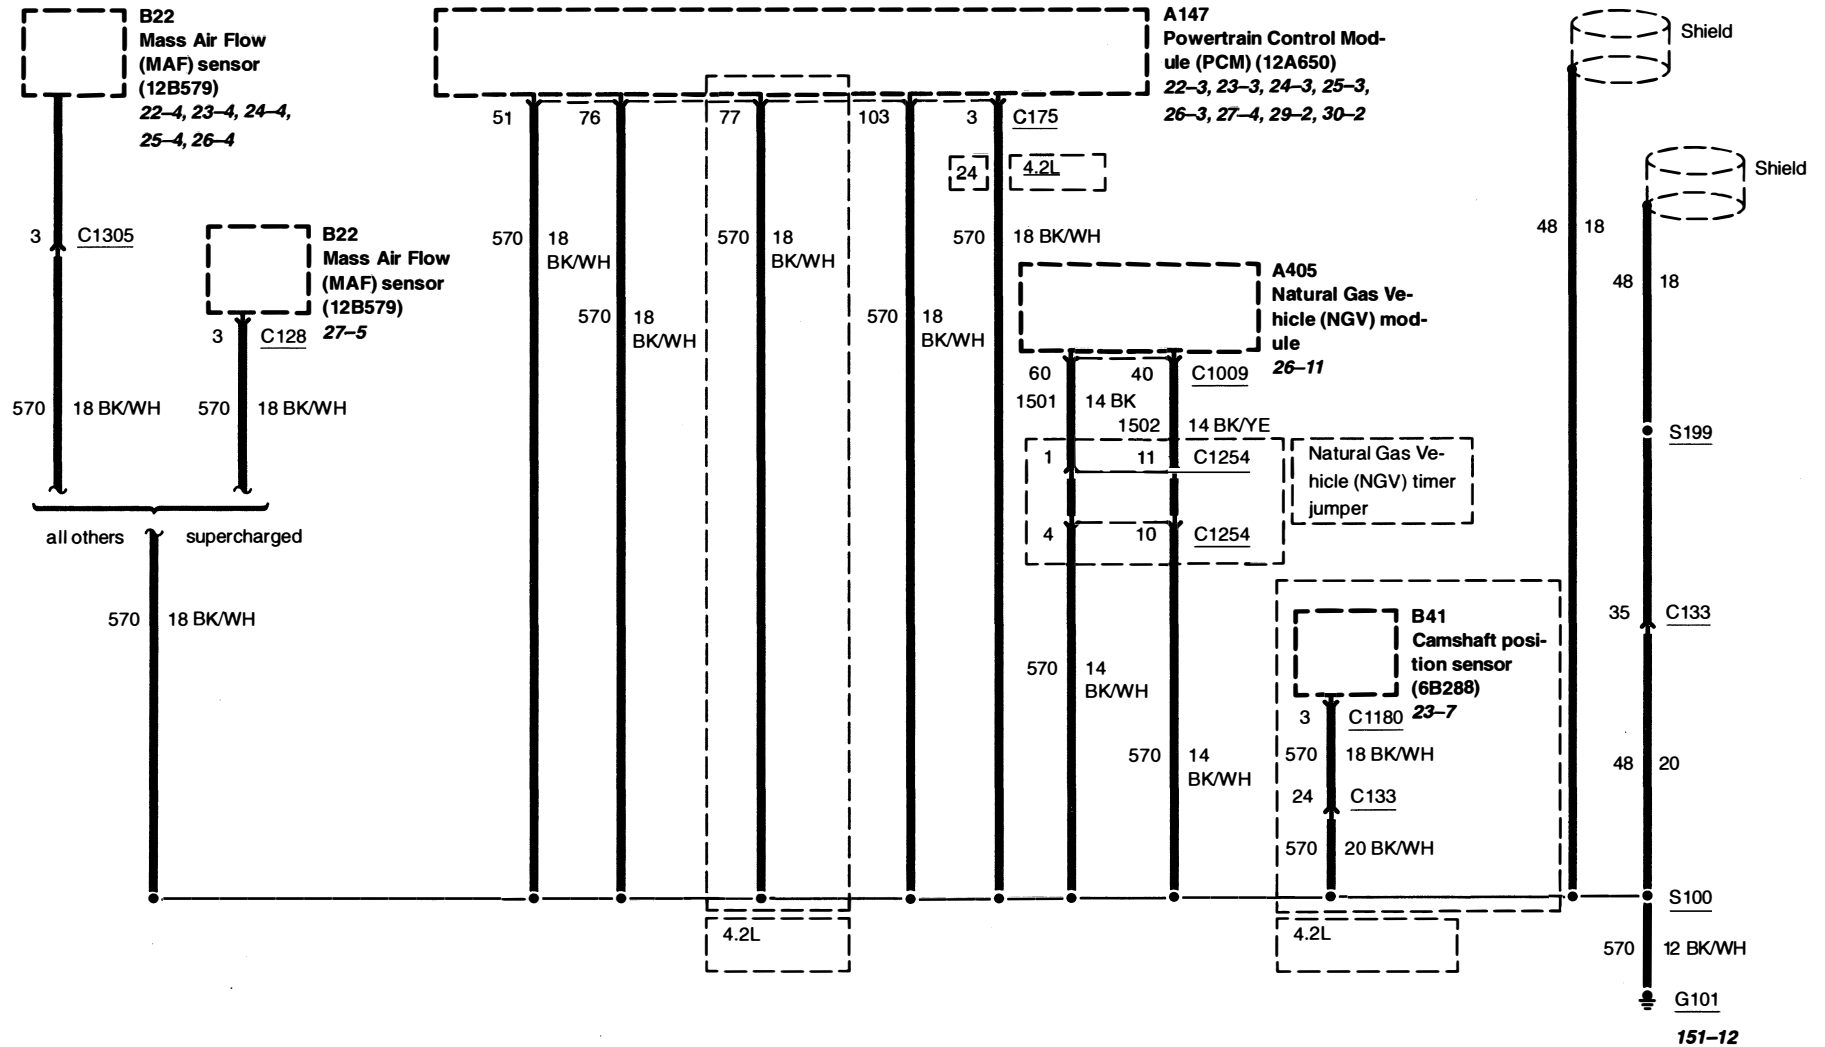 B22
Mass Air Flow
(MAF) sensor
(12B579)
22–4, 23–4, 24–4,
25–4, 26–4
A147
Powertrain Control Mod-
ule (PCM) (12A650)
22–3, 23–3, 24–3, 25–3,
26–3, 27–4, 29–2, 30–2
Shield
51
76
77
103
3
C175
24
4.2L
Shield
3
C1305
B22
Mass Air Flow
(MAF) sensor
(12B579)
27–5
3
C128
570
18
BK/WH
570
18
BK/WH
570
18
BK/WH
570
18
BK/WH
570
18 BK/WH
48
18
48
18
A405
Natural Gas Ve-
hicle (NGV) mod-
ule
26–11
60
40
C1009
1501
14 BK
1502
14 BK/YE
570
18 BK/WH
570
18 BK/WH
1
11
C1254
Natural Gas Ve-
hicle (NGV) timer
jumper
S199
4
10
C1254
all others
supercharged
570
18 BK/WH
B41
Camshaft posi-
tion sensor
(6B288)
23–7
35
C133
570
14
BK/WH
3
C1180
570
14
BK/WH
570
18 BK/WH
48
20
24
C133
570
20 BK/WH
S100
4.2L
4.2L
570
12 BK/WH
G101
151–12